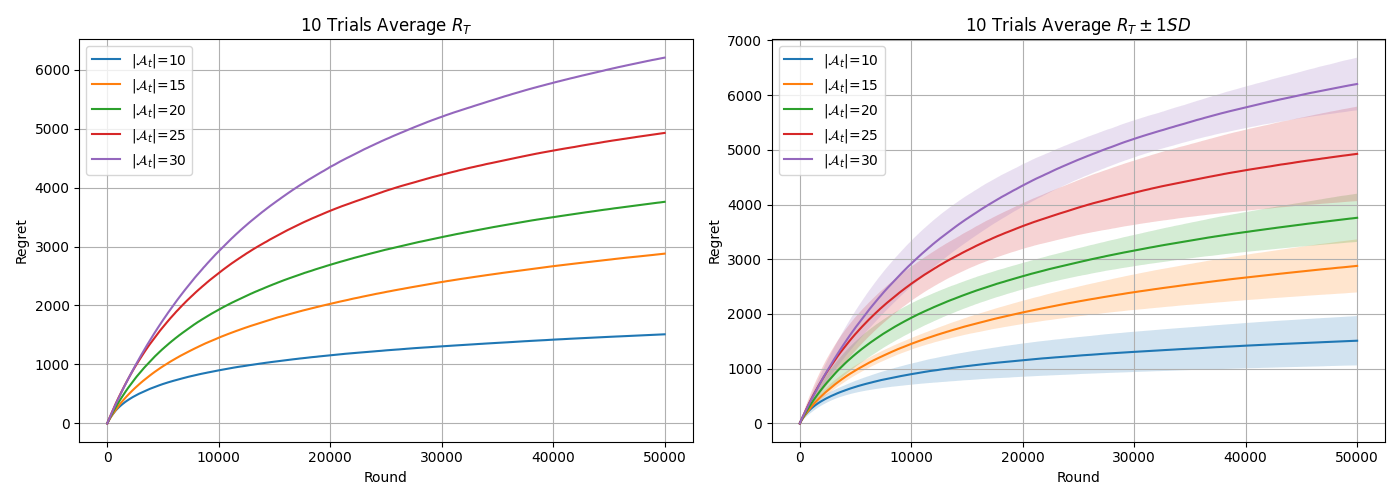 10 Trials Average $R_T$
Regret
6000
5000
4000
3000
2000
1000
0
$|\mathcal{A}_t|$=10
$|\mathcal{A}_t|$=15
$|\mathcal{A}_t|$=20
$|\mathcal{A}_t|$=25
$|\mathcal{A}_t|$=30
0 10000 20000 30000 40000 50000
Round
10 Trials Average $R_T \pm 1SD$
Regret
7000
6000
5000
4000
3000
2000
1000
0
$|\mathcal{A}_t|$=10
$|\mathcal{A}_t|$=15
$|\mathcal{A}_t|$=20
$|\mathcal{A}_t|$=25
$|\mathcal{A}_t|$=30
0 10000 20000 30000 40000 50000
Round